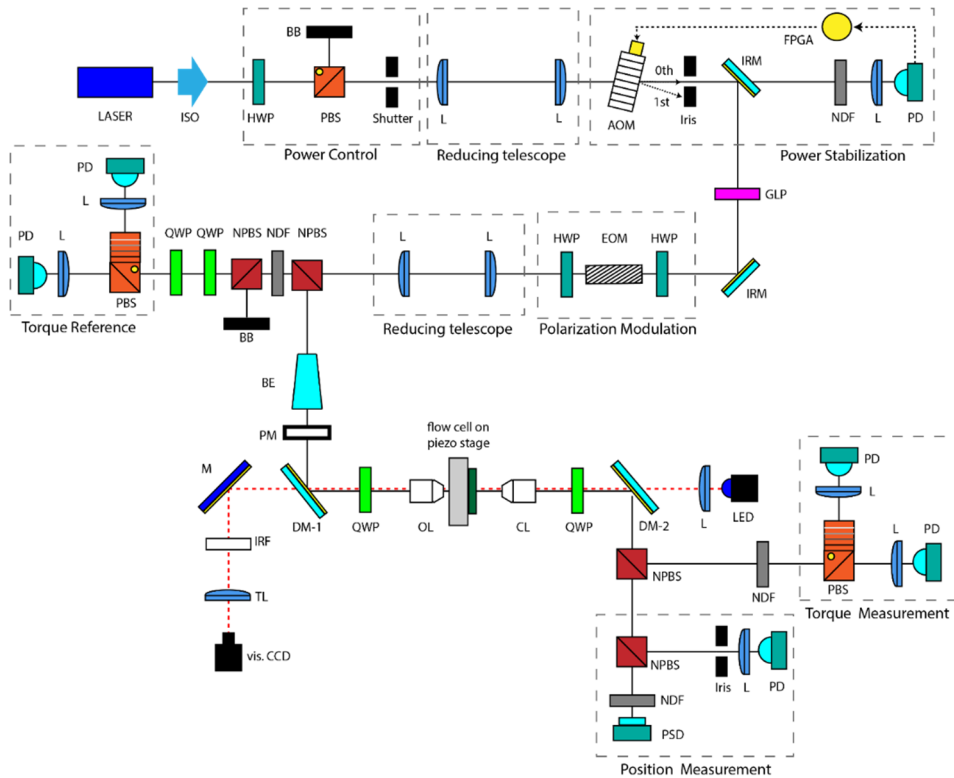 BB
FPGA
IRM
0th
1st
LASER
ISO
HWP
PBS
Shutter
L
L
AOM
Iris
NDF
L
PD
Power Control
Reducing telescope
Power Stabilization
PD
L
GLP
PD
L
QWP
QWP
NPBS
NDF
NPBS
L
L
HWP
EOM
HWP
PBS
IRM
Torque Reference
BB
Reducing telescope
Polarization Modulation
BE
PM
flow cell on
piezo stage
M
PD
L
DM-1
QWP
OL
CL
QWP
DM-2
L
LED
L
PD
IRF
NPBS
NDF
PBS
TL
Torque Measurement
vis. CCD
NPBS
Iris
L
PD
NDF
PSD
Position Measurement